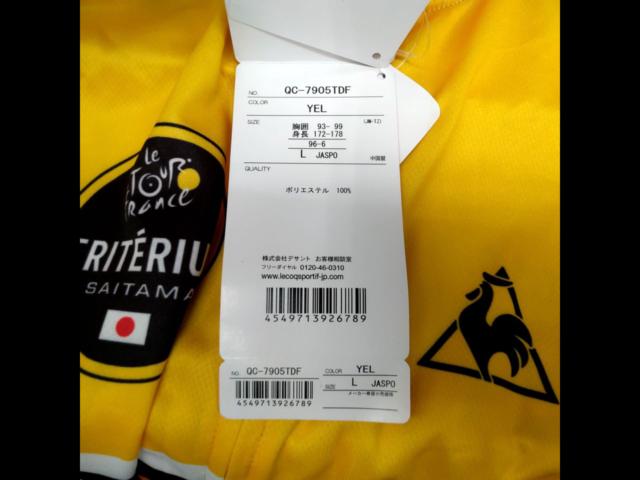 NO. QC-7905TDF
COLOR
YEL
SIZE
胸囲 93- 99
身長 172-178
96-6
L JASPO 中国製
QUALITY
ポリエステル 100%
株式会社デサント お客様相談室
フリーダイヤル 0120-46-0310
www.lecoqsportif-jp.com
4549713926789
NO. QC-7905TDF
4549713926789
COLOR YEL
SIZE L JASPO
le
TOUR
DE
FRANCE
CRITÉRIU
SAITAMA